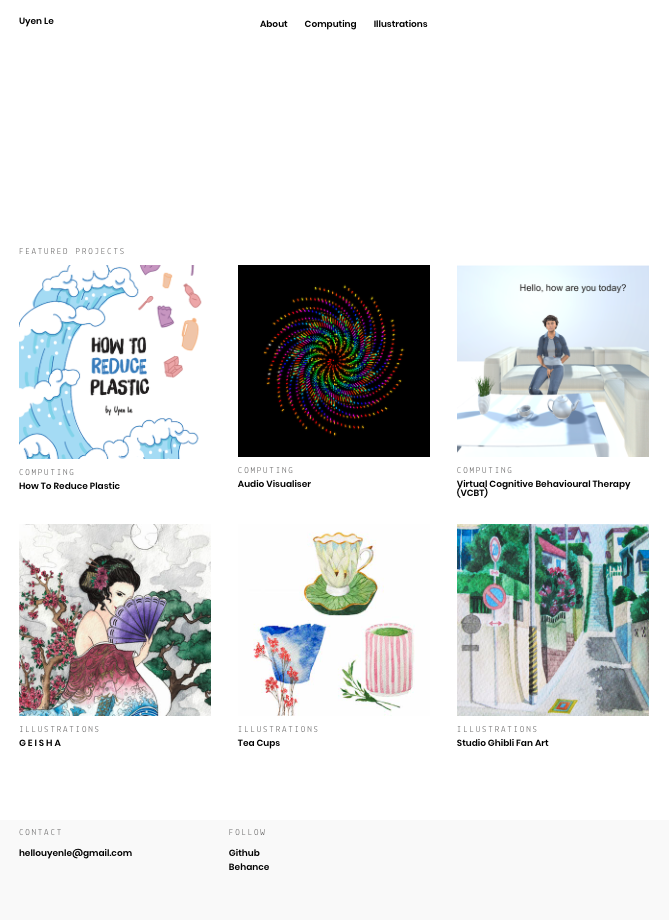 Uyen Le
About Computing Illustrations
FEATURED PROJECTS
HOW TO
REDUCE
PLASTIC
by Uyen Le
Hello, how are you today?
COMPUTING
How To Reduce Plastic
COMPUTING
Audio Visualiser
COMPUTING
Virtual Cognitive Behavioural Therapy
(VCBT)
ILLUSTRATIONS
G E I S H A
ILLUSTRATIONS
Tea Cups
ILLUSTRATIONS
Studio Ghibli Fan Art
CONTACT
hellouyenle@gmail.com
FOLLOW
Github
Behance